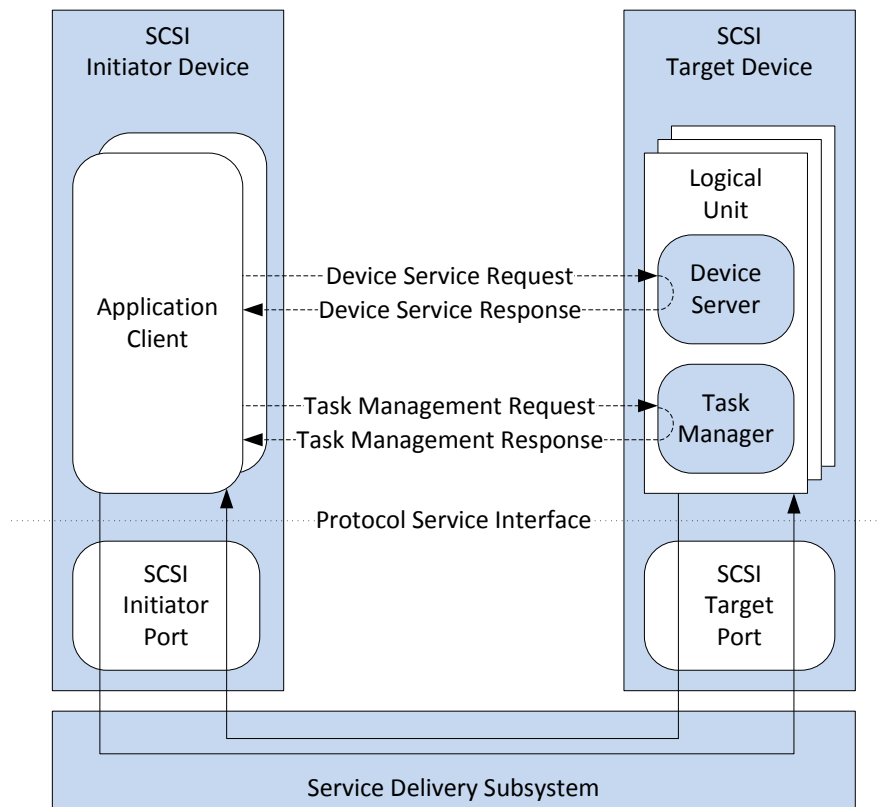 SCSI
Initiator Device
SCSI
Target Device
Application
Client
Logical
Unit
Device Service Request
Device Service Response
Device
Server
Task Management Request
Task Management Response
Task
Manager
Protocol Service Interface
SCSI
Initiator
Port
SCSI
Target
Port
Service Delivery Subsystem